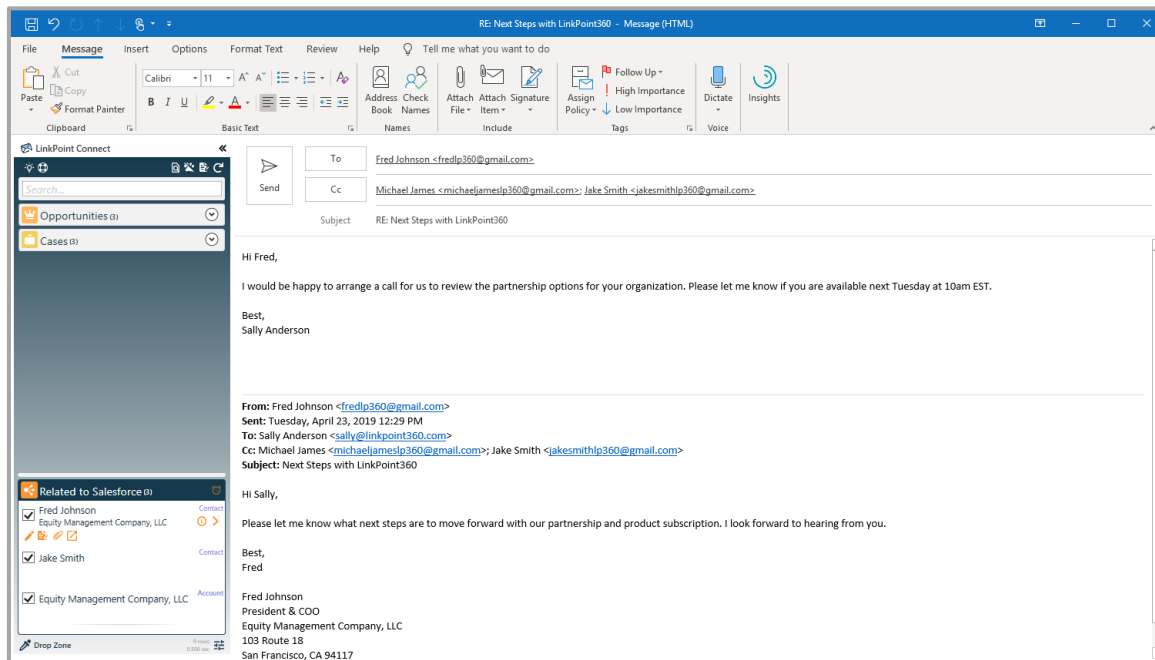 RE: Next Steps with LinkPoint360 - Message (HTML)
File Message Insert Options Format Text Review Help Tell me what you want to do
Paste
Cut
Copy
Format Painter
Clipboard
Calibri 11
B I U
Basic Text
Address Book
Check Names
Names
Attach File
Attach Item
Signature
Include
Assign Policy
Follow Up
High Importance
Low Importance
Tags
Dictate
Voice
Insights
LinkPoint Connect
Search...
Opportunities (3)
Cases (3)
Send
To Fred Johnson <fredlp360@gmail.com>
Cc Michael James <michaeljameslp360@gmail.com>; Jake Smith <jakesmithlp360@gmail.com>
Subject RE: Next Steps with LinkPoint360
Hi Fred,
I would be happy to arrange a call for us to review the partnership options for your organization. Please let me know if you are available next Tuesday at 10am EST.
Best,
Sally Anderson
From: Fred Johnson <fredlp360@gmail.com>
Sent: Tuesday, April 23, 2019 12:29 PM
To: Sally Anderson <sally@linkpoint360.com>
Cc: Michael James <michaeljameslp360@gmail.com>; Jake Smith <jakesmithlp360@gmail.com>
Subject: Next Steps with LinkPoint360
Hi Sally,
Please let me know what next steps are to move forward with our partnership and product subscription. I look forward to hearing from you.
Best,
Fred
Fred Johnson
President & COO
Equity Management Company, LLC
103 Route 18
San Francisco, CA 94117
Related to Salesforce (3)
Fred Johnson Contact
Equity Management Company, LLC
Jake Smith Contact
Equity Management Company, LLC Account
Drop Zone
9 rows
0.500 sec